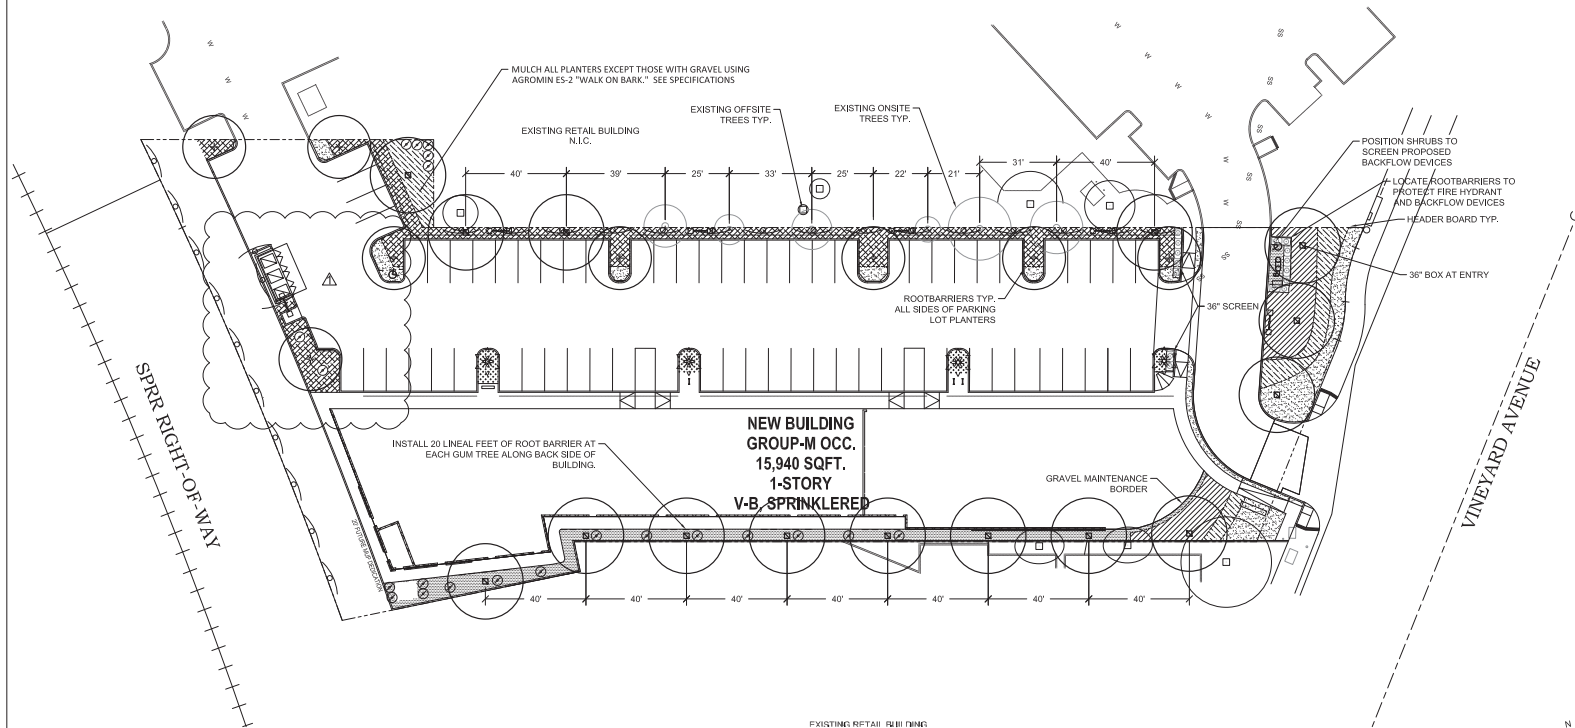 MULCH ALL PLANTERS EXCEPT THOSE WITH GRAVEL USING
AGROMIN ES-2 "WALK ON BARK." SEE SPECIFICATIONS
EXISTING OFFSITE
TREES TYP.
EXISTING ONSITE
TREES TYP.
EXISTING RETAIL BUILDING
N.I.C.
POSITION SHRUBS TO
SCREEN PROPOSED
BACKFLOW DEVICES
LOCATE ROOTBARRIERS TO
PROTECT FIRE HYDRANT
AND BACKFLOW DEVICES
HEADER BOARD TYP.
40'
39'
25'
33'
25'
22'
21'
31'
40'
36" BOX AT ENTRY
ROOTBARRIERS TYP.
ALL SIDES OF PARKING
LOT PLANTERS
36" SCREEN
SPRR RIGHT-OF-WAY
VINEYARD AVENUE
NEW BUILDING
GROUP-M OCC.
15,940 SQFT.
1-STORY
V-B, SPRINKLERED
INSTALL 20 LINEAL FEET OF ROOT BARRIER AT
EACH GUM TREE ALONG BACK SIDE OF
BUILDING.
GRAVEL MAINTENANCE
BORDER
20' FUTURE MUP DEDICATION
40'
40'
40'
40'
40'
40'
40'
EXISTING RETAIL BUILDING